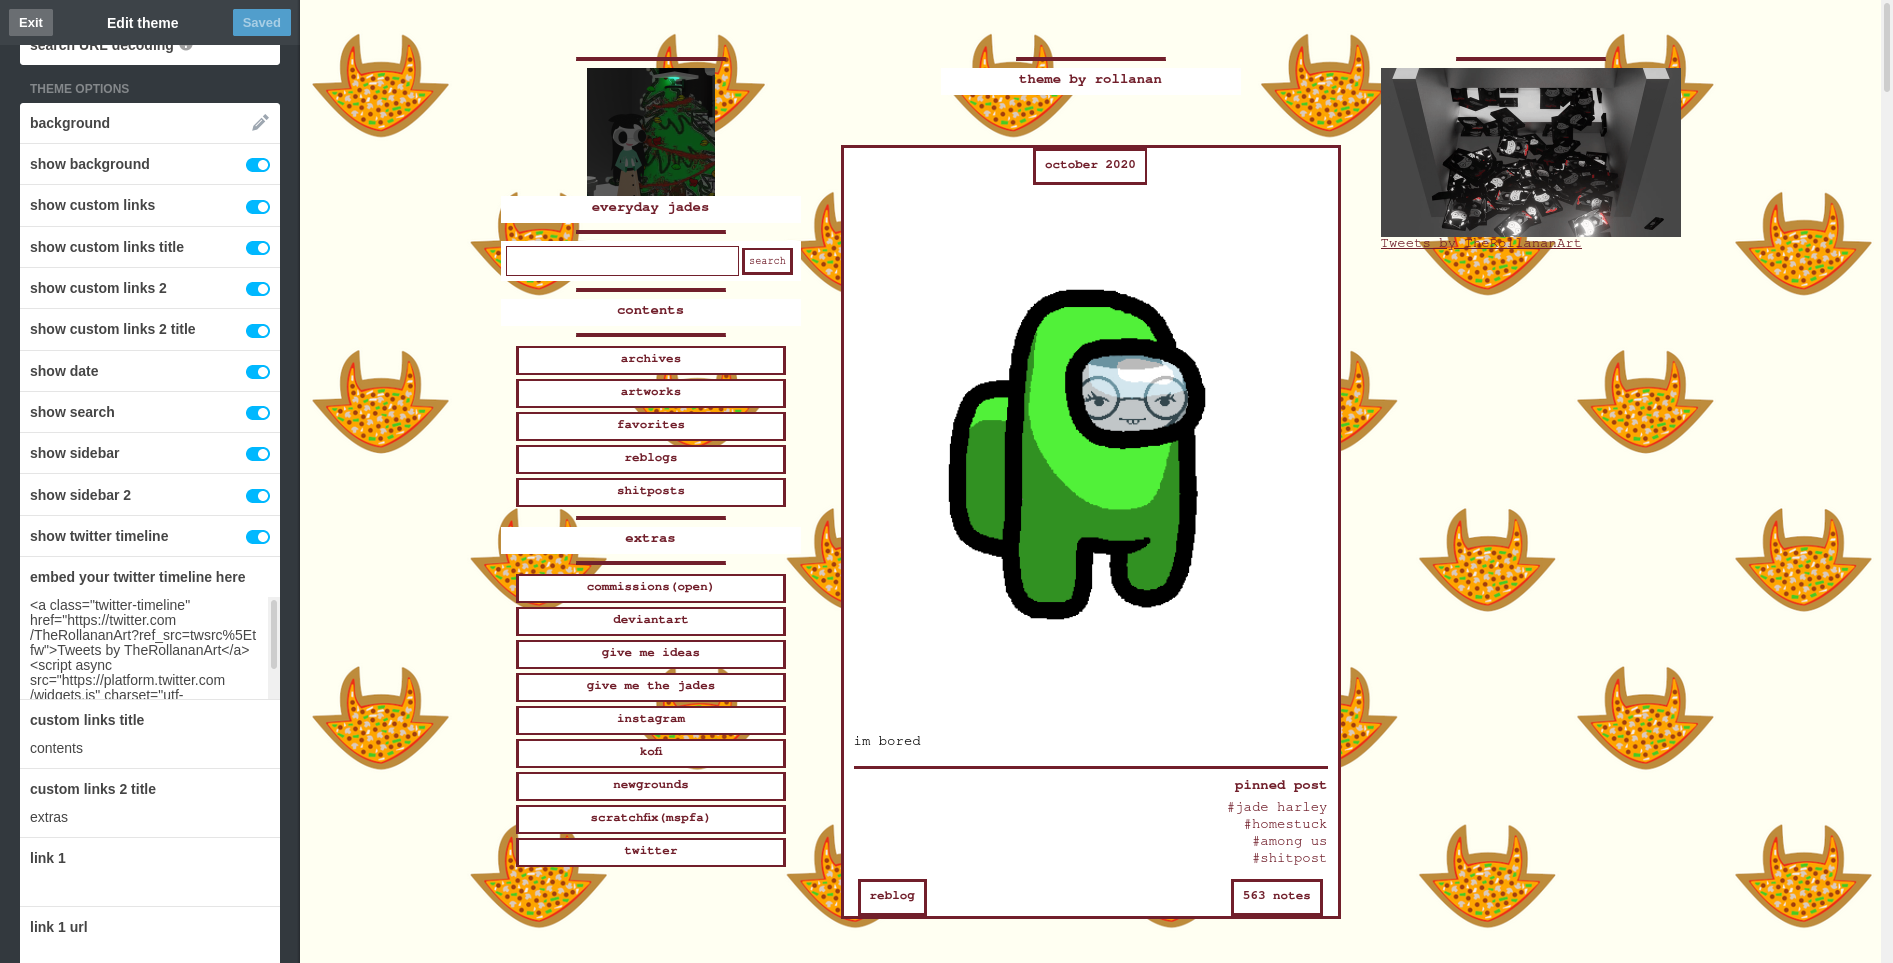 Exit
Edit theme
Saved
search URL decoding
THEME OPTIONS
background
show background
show custom links
show custom links title
show custom links 2
show custom links 2 title
show date
show search
show sidebar
show sidebar 2
show twitter timeline
embed your twitter timeline here
<a class="twitter-timeline"
href="https://twitter.com
/TheRollananArt?ref_src=twsrc%5Et
fw">Tweets by TheRollananArt</a>
<script async
src="https://platform.twitter.com
/widgets.js" charset="utf-
custom links title
contents
custom links 2 title
extras
link 1
link 1 url
everyday jades
search
contents
archives
artworks
favorites
reblogs
shitposts
extras
commissions(open)
deviantart
give me ideas
give me the jades
instagram
kofi
newgrounds
scratchfix(mspfa)
twitter
theme by rollanan
october 2020
im bored
pinned post
#jade harley
#homestuck
#among us
#shitpost
reblog
563 notes
Tweets by TheRollananArt